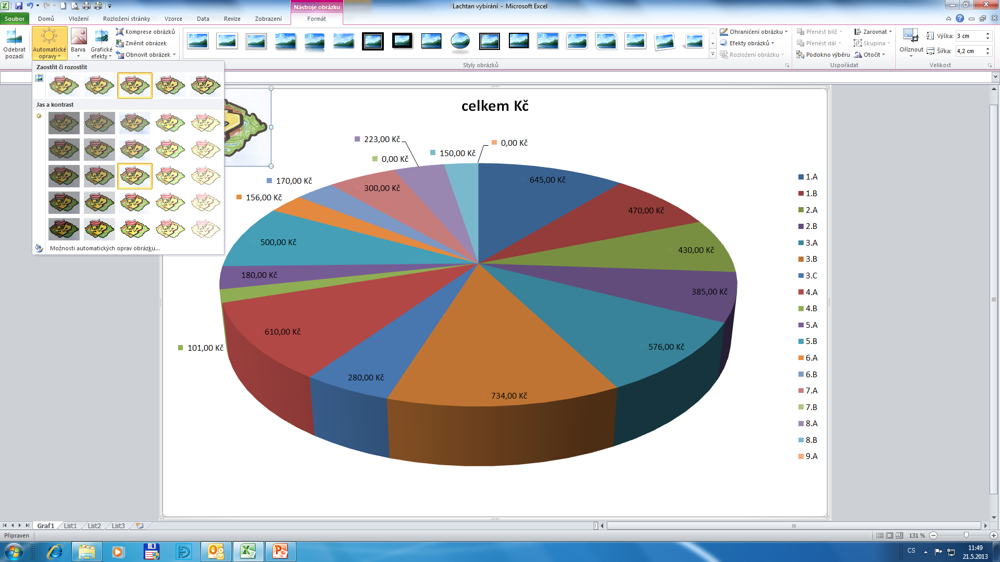 Nástroje obrázku
Lachtan vybírání - Microsoft Excel
Soubor
Domů
Vložení
Rozložení stránky
Vzorce
Data
Revize
Zobrazení
Formát
Odebrat pozadí
Automatické opravy
Barva
Grafické efekty
Komprese obrázků
Změnit obrázek
Obnovit obrázek
Styly obrázků
Ohraničení obrázku
Efekty obrázků
Rozložení obrázku
Přenést blíž
Přenést dál
Podokno výběru
Zarovnat
Skupina
Otočit
Uspořádat
Oříznout
Výška: 3 cm
Šířka: 4,2 cm
Velikost
Zaostřit či rozostřit
Jas a kontrast
Možnosti automatických oprav obrázku...
celkem Kč
223,00 Kč
0,00 Kč
0,00 Kč
150,00 Kč
170,00 Kč
156,00 Kč
300,00 Kč
645,00 Kč
470,00 Kč
500,00 Kč
430,00 Kč
180,00 Kč
385,00 Kč
610,00 Kč
576,00 Kč
101,00 Kč
280,00 Kč
734,00 Kč
1.A
1.B
2.A
2.B
3.A
3.B
3.C
4.A
4.B
5.A
5.B
6.A
6.B
7.A
7.B
8.A
8.B
9.A
Graf1
List1
List2
List3
Připraven
131 %
CS
11:49
21.5.2013